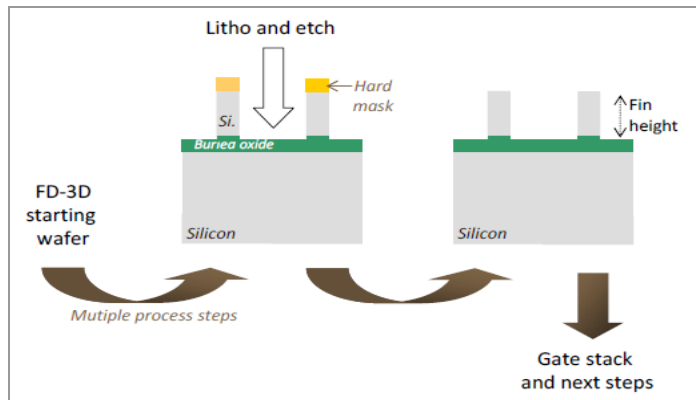 Litho and etch
Hard
mask
Si.
Fin
height
Buried oxide
FD-3D
starting
wafer
Silicon
Silicon
Mutiple process steps
Gate stack
and next steps